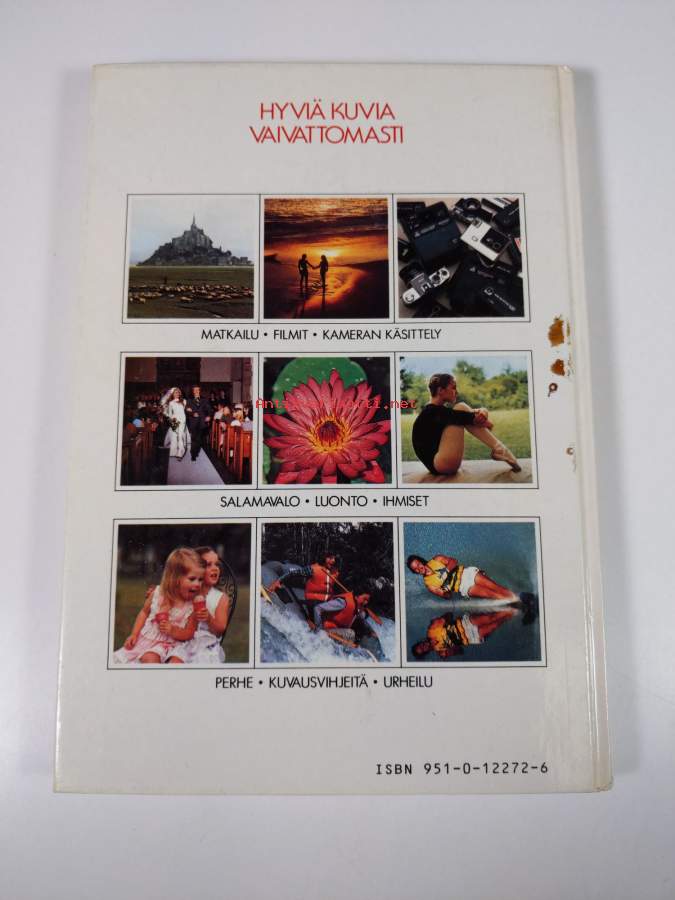 HYVIÄ KUVIA
VAIVATTOMASTI
MATKAILU • FILMIT • KAMERAN KÄSITTELY
SALAMAVALO • LUONTO • IHMISET
PERHE • KUVAUSVIHJEITÄ • URHEILU
ISBN 951-0-12272-6